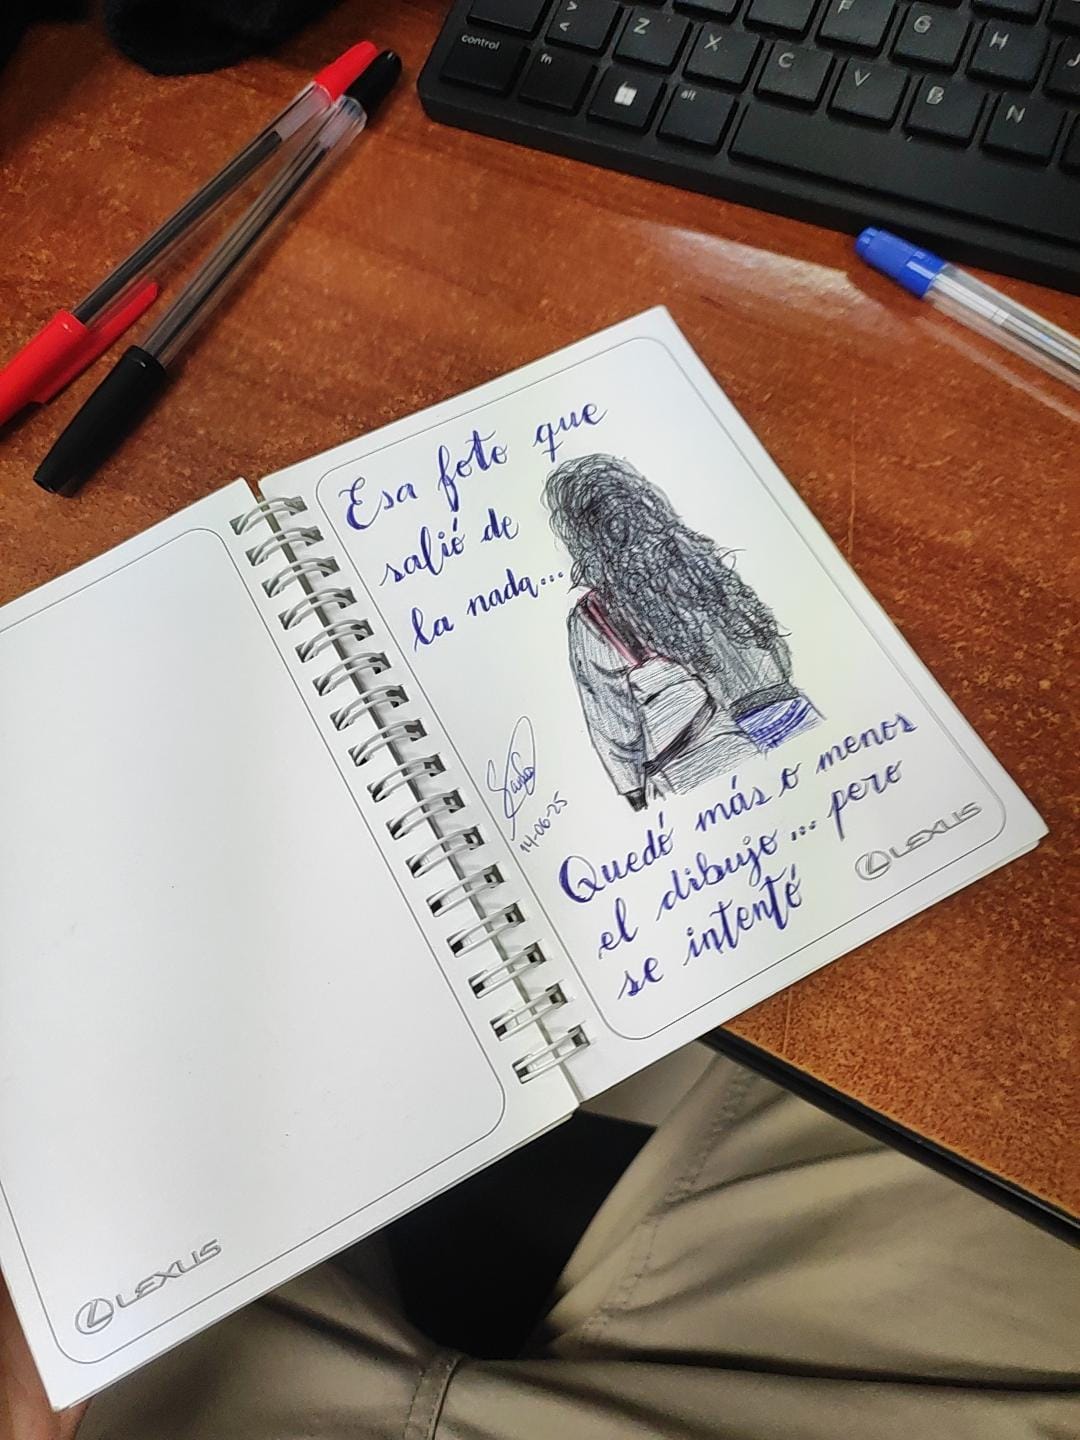 Esa foto que
salió de
la nada...
14-06-25
Quedó más o menos
el dibujo... pero
se intentó
LEXUS
LEXUS
control
fn
alt
Z
X
C
V
B
N
F
G
H
J